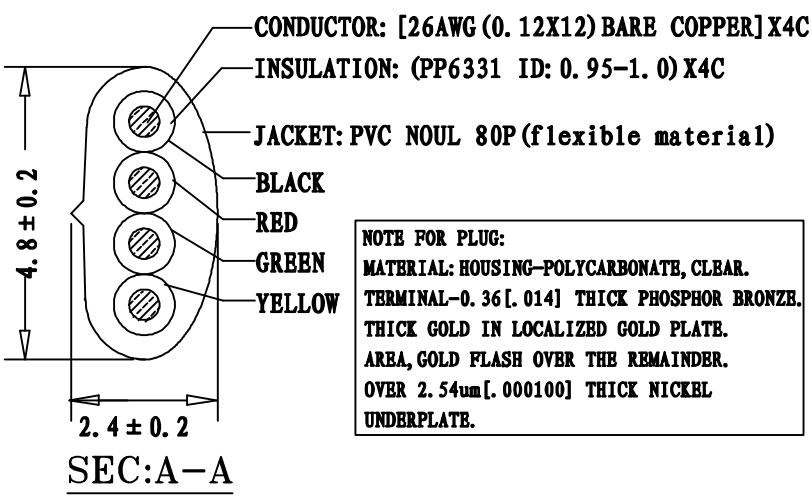 CONDUCTOR: [26AWG(0.12X12)BARE COPPER]X4C
INSULATION: (PP6331 ID:0.95-1.0)X4C
JACKET: PVC NOUL 80P(flexible material)
BLACK
RED
GREEN
YELLOW
4.8±0.2
2.4±0.2
SEC:A-A
NOTE FOR PLUG:
MATERIAL:HOUSING-POLYCARBONATE, CLEAR.
TERMINAL-0.36[.014] THICK PHOSPHOR BRONZE.
THICK GOLD IN LOCALIZED GOLD PLATE.
AREA, GOLD FLASH OVER THE REMAINDER.
OVER 2.54um[.000100] THICK NICKEL
UNDERPLATE.